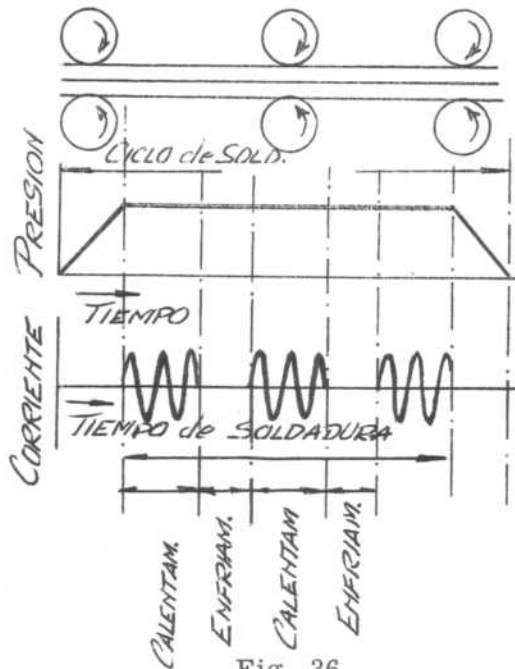 CICLO de SOLD.
PRESION
TIEMPO
CORRIENTE
TIEMPO de SOLDADURA
CALENTAM.
ENFRIAM.
CALENTAM
ENFRIAM.
Fig. 36